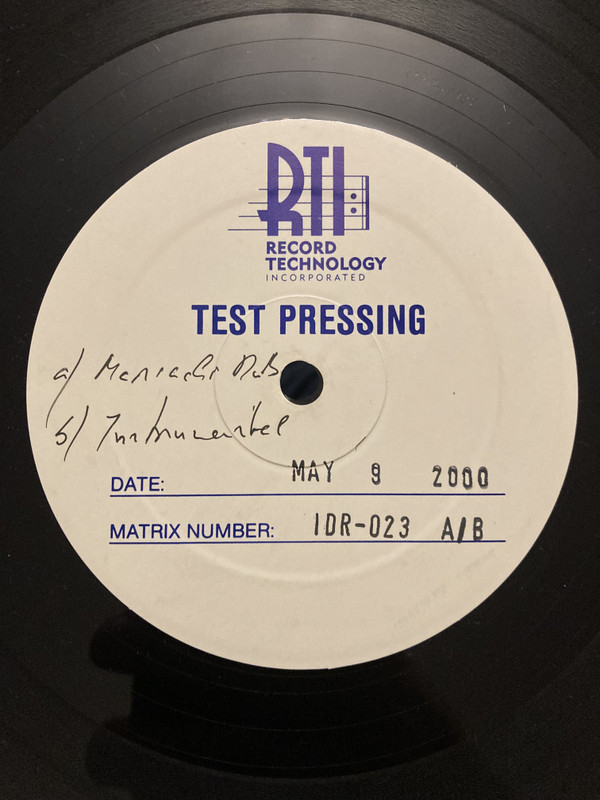 RTI
RECORD
TECHNOLOGY
INCORPORATED
TEST PRESSING
a) Mariachi Dub
b) Instrumental
DATE: MAY 9 2000
MATRIX NUMBER: IDR-023 A/B